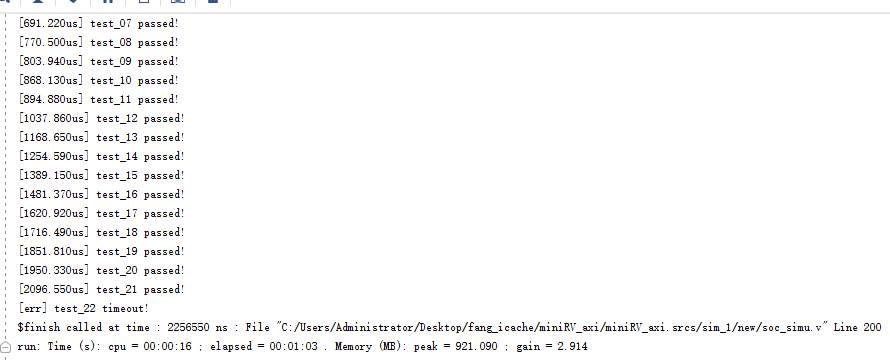 [691.220us] test_07 passed!
[770.500us] test_08 passed!
[803.940us] test_09 passed!
[868.130us] test_10 passed!
[894.880us] test_11 passed!
[1037.860us] test_12 passed!
[1168.650us] test_13 passed!
[1254.590us] test_14 passed!
[1389.150us] test_15 passed!
[1481.370us] test_16 passed!
[1620.920us] test_17 passed!
[1716.490us] test_18 passed!
[1851.810us] test_19 passed!
[1950.330us] test_20 passed!
[2096.550us] test_21 passed!
[err] test_22 timeout!
$finish called at time : 2256550 ns : File "C:/Users/Administrator/Desktop/fang_icache/miniRV_axi/miniRV_axi.srcs/sim_1/new/soc_simu.v" Line 200
run: Time (s): cpu = 00:00:16 ; elapsed = 00:01:03 . Memory (MB): peak = 921.090 ; gain = 2.914